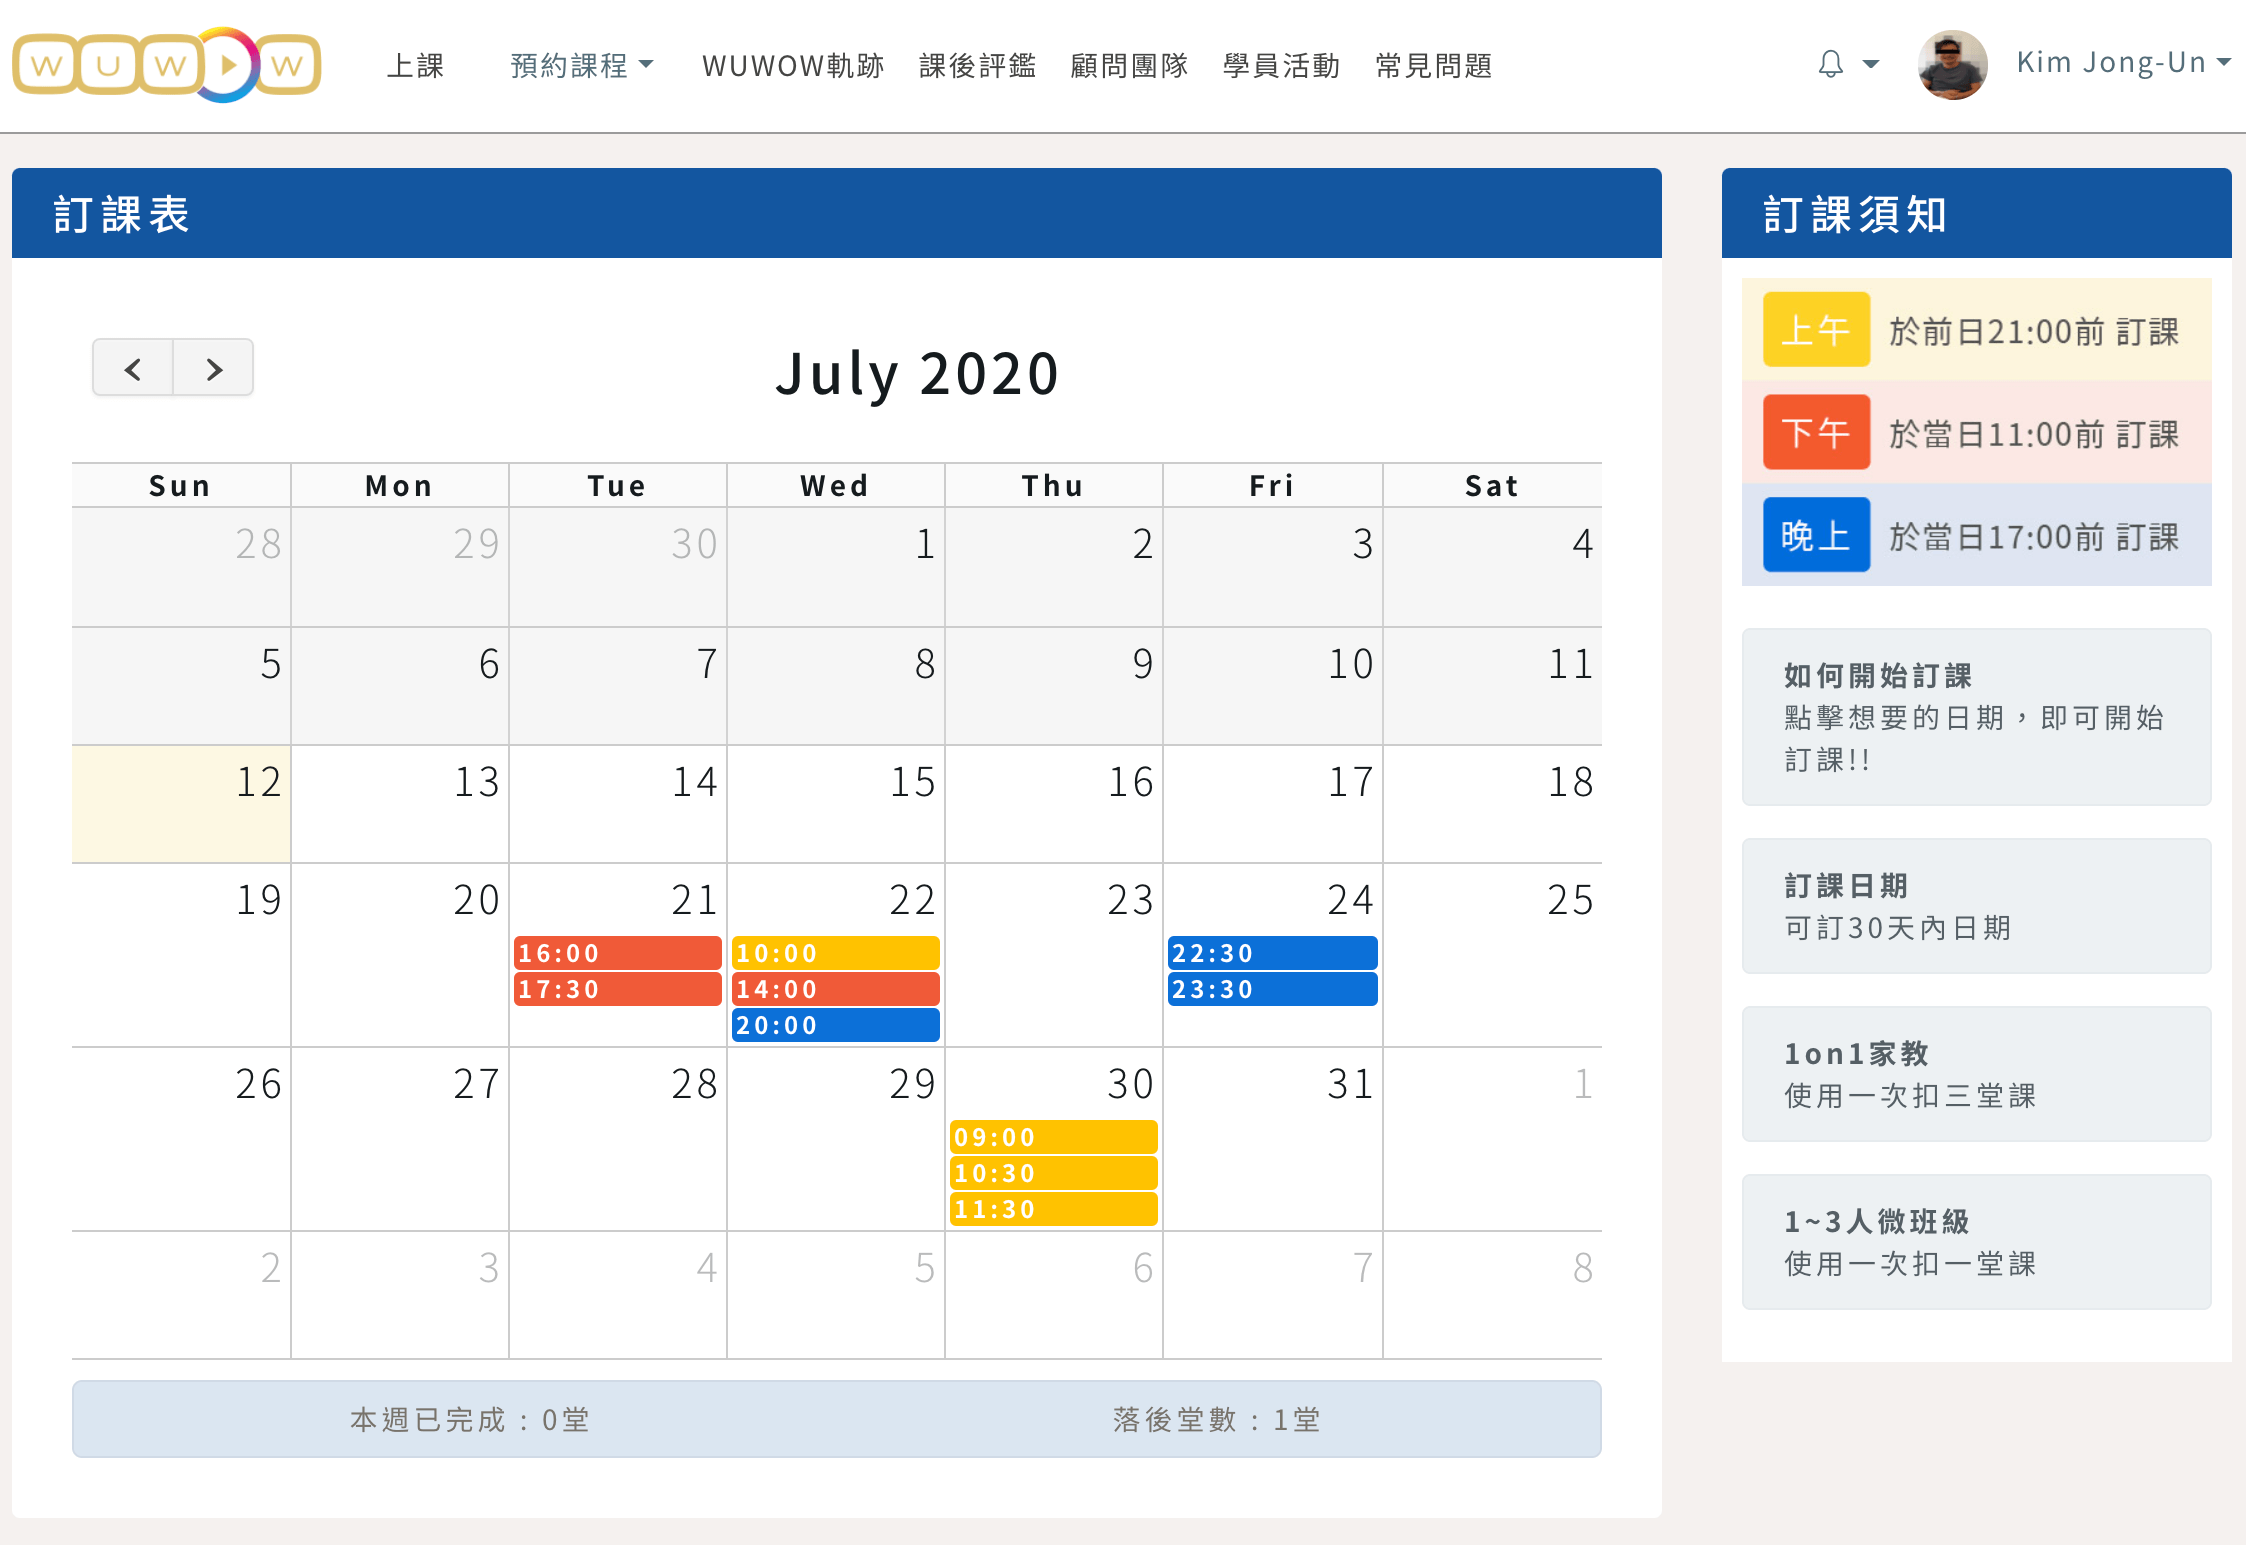 WUWOW
上課
預約課程
WUWOW軌跡
課後評鑑
顧問團隊
學員活動
常見問題
Kim Jong-Un
訂課表
July 2020
Sun Mon Tue Wed Thu Fri Sat
28 29 30 1 2 3 4
5 6 7 8 9 10 11
12 13 14 15 16 17 18
19 20 21 22 23 24 25
16:00 10:00 22:30
17:30 14:00 23:30
20:00
26 27 28 29 30 31 1
09:00
10:30
11:30
2 3 4 5 6 7 8
本週已完成：0堂
落後堂數：1堂
訂課須知
上午 於前日21:00前 訂課
下午 於當日11:00前 訂課
晚上 於當日17:00前 訂課
如何開始訂課
點擊想要的日期，即可開始
訂課!!
訂課日期
可訂30天內日期
1on1家教
使用一次扣三堂課
1~3人微班級
使用一次扣一堂課